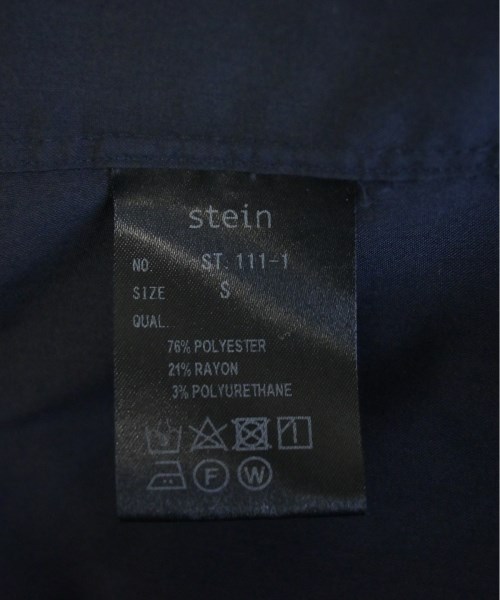 stein
NO. ST.111-1
SIZE S
QUAL.
76% POLYESTER
21% RAYON
3% POLYURETHANE
F W